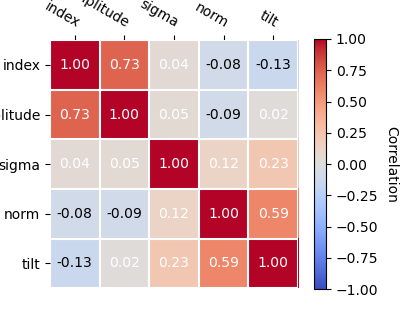 index
plitude
sigma
norm
tilt
index 1.00 0.73 0.04 -0.08 -0.13
plitude 0.73 1.00 0.05 -0.09 0.02
sigma 0.04 0.05 1.00 0.12 0.23
norm -0.08 -0.09 0.12 1.00 0.59
tilt -0.13 0.02 0.23 0.59 1.00
1.00
0.75
0.50
0.25
0.00
−0.25
−0.50
−0.75
−1.00
Correlation